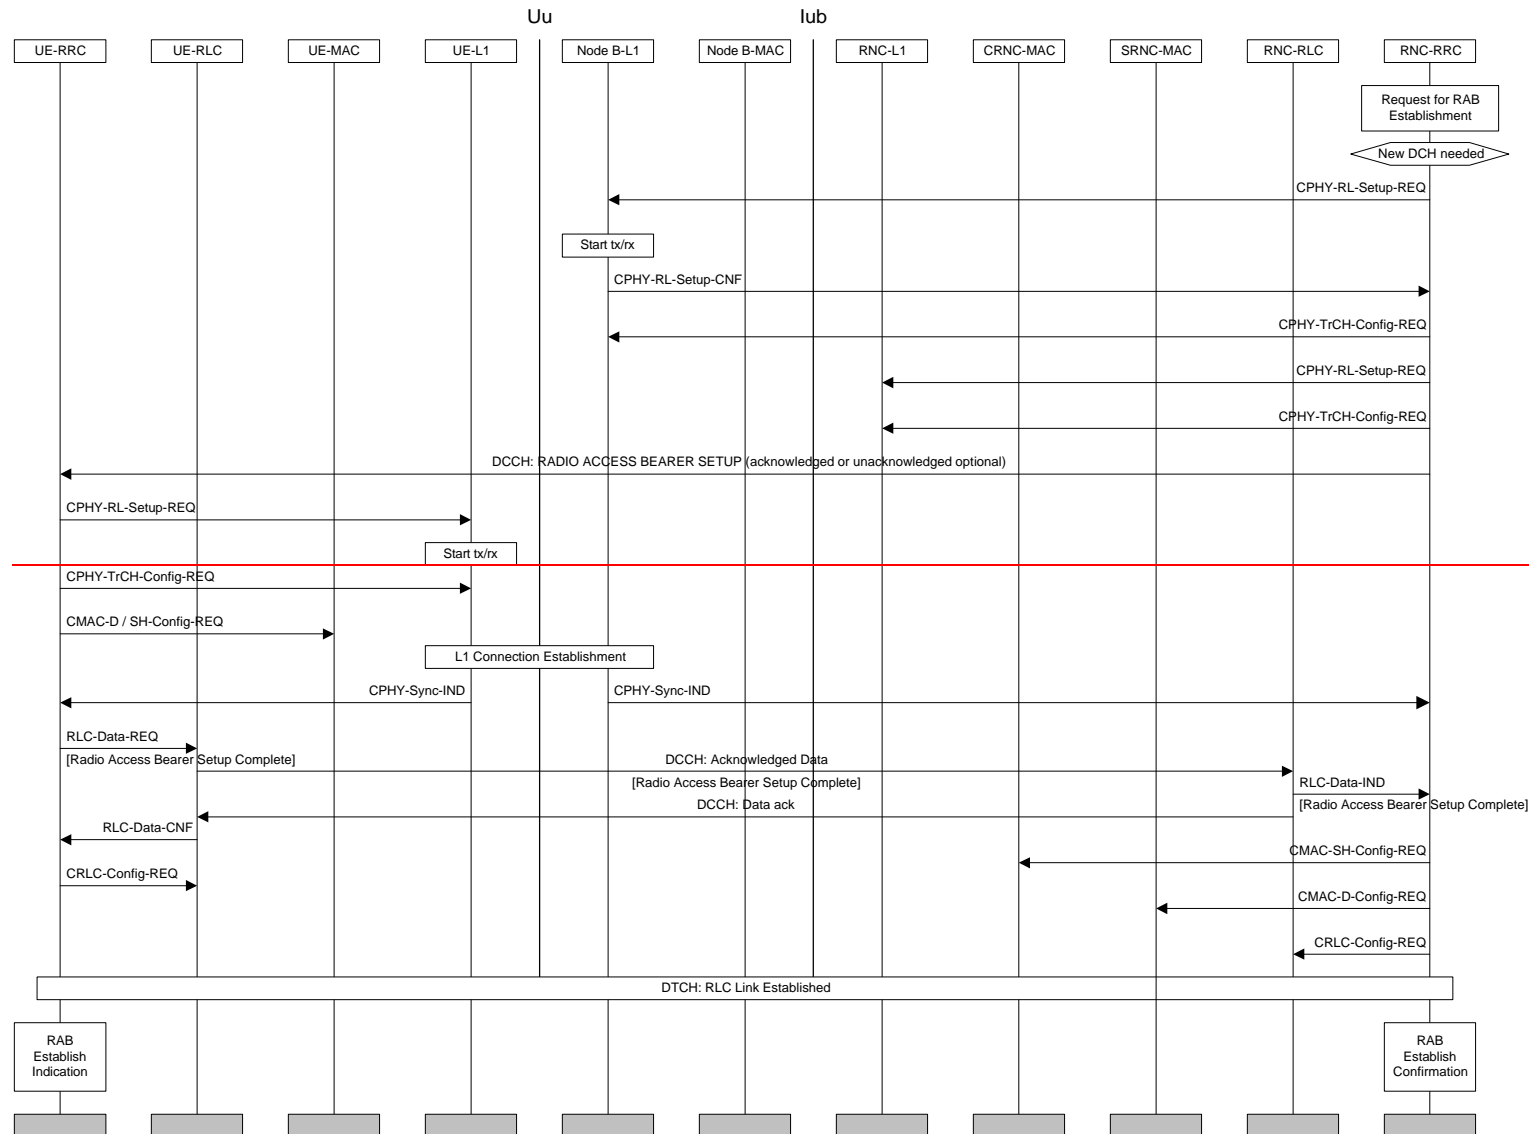 Uu
Iub
UE-RRC
UE-RLC
UE-MAC
UE-L1
Node B-L1
Node B-MAC
RNC-L1
CRNC-MAC
SRNC-MAC
RNC-RLC
RNC-RRC
Request for RAB
Establishment
New DCH needed
CPHY-RL-Setup-REQ
Start tx/rx
CPHY-RL-Setup-CNF
CPHY-TrCH-Config-REQ
CPHY-RL-Setup-REQ
CPHY-TrCH-Config-REQ
DCCH: RADIO ACCESS BEARER SETUP (acknowledged or unacknowledged optional)
CPHY-RL-Setup-REQ
Start tx/rx
CPHY-TrCH-Config-REQ
CMAC-D / SH-Config-REQ
L1 Connection Establishment
CPHY-Sync-IND
CPHY-Sync-IND
RLC-Data-REQ
[Radio Access Bearer Setup Complete]
DCCH: Acknowledged Data
[Radio Access Bearer Setup Complete]
RLC-Data-IND
[Radio Access Bearer Setup Complete]
DCCH: Data ack
RLC-Data-CNF
CMAC-SH-Config-REQ
CRLC-Config-REQ
CMAC-D-Config-REQ
CRLC-Config-REQ
DTCH: RLC Link Established
RAB
Establish
Indication
RAB
Establish
Confirmation